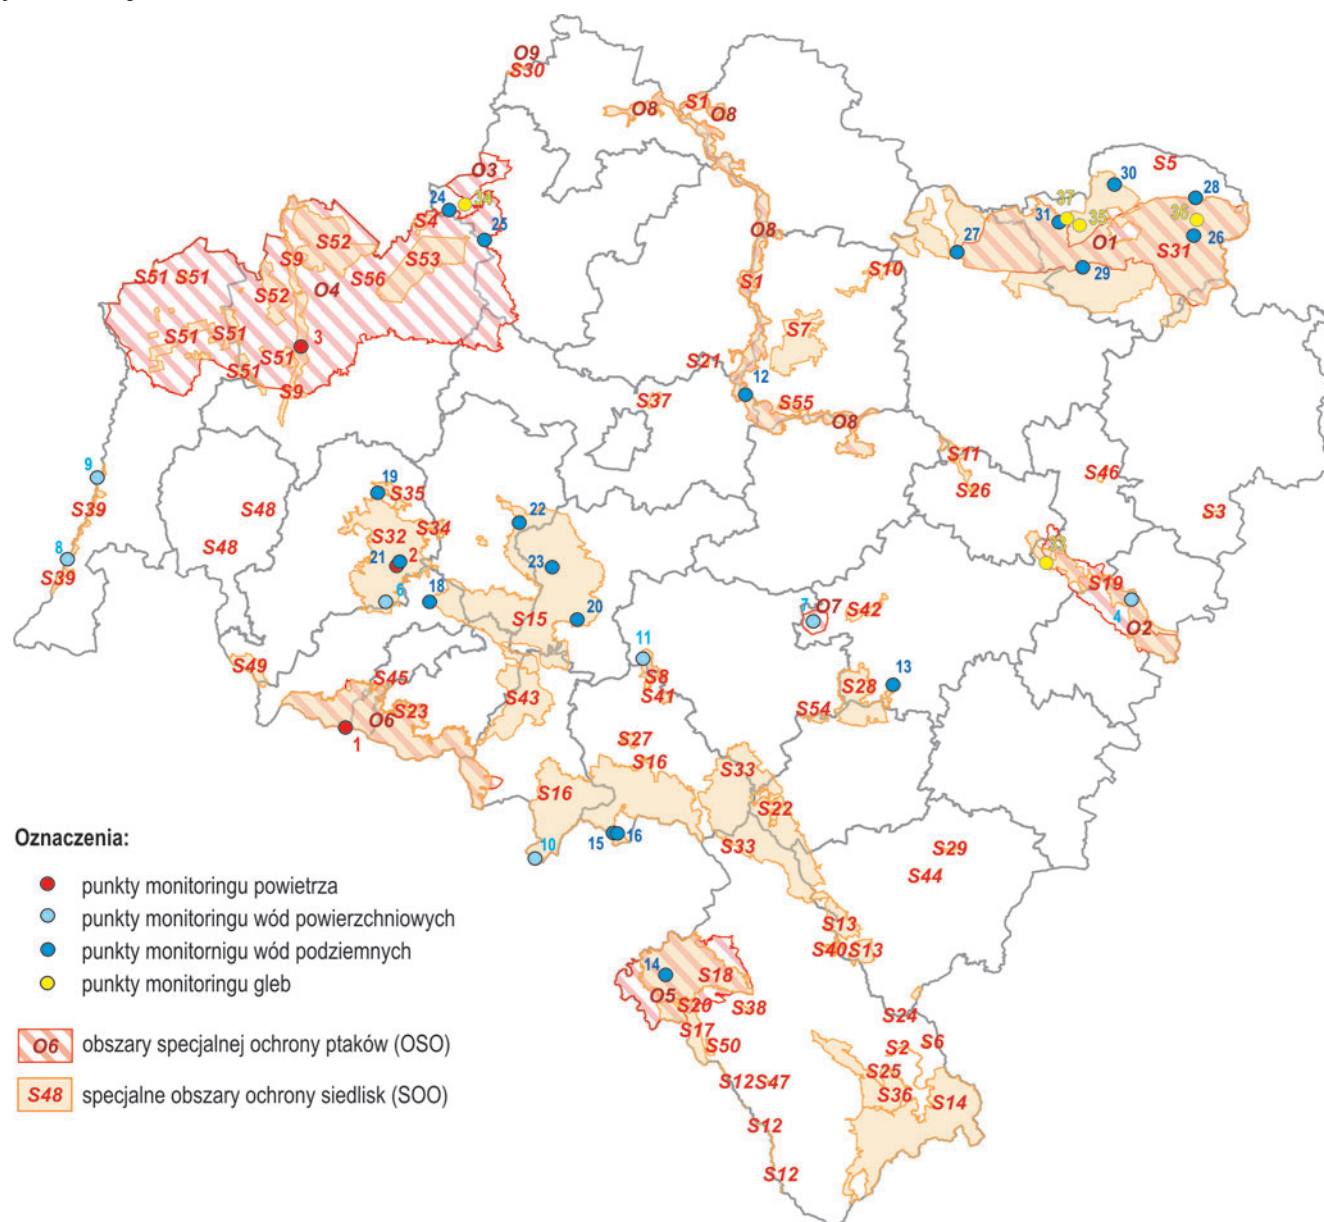 O9
S30
O8
S1
O8
O3
S5
30
28
24
34
S4
25
37
31
35
36
O1
S31
26
27
29
S52
S53
S9
S56
O4
S51
S51
S52
S51
S51
3
S51
S51
S9
O8
S1
S10
S7
S21
12
S37
S55
O8
S11
S26
S46
S3
9
S39
8
S39
S48
S48
19
S35
S34
S32
21
2
6
18
22
23
20
S15
33
S19
4
O2
7
O7
S42
11
S8
S41
S28
13
S54
S49
S45
S43
O6
S23
1
S27
S16
S16
S33
S22
S33
15
16
10
S29
S44
S13
S40
S13
14
S18
O5
S20
S38
S17
S50
S24
S6
S2
S25
S36
S14
S12
S47
S12
S12
Oznaczenia:
punkty monitoringu powietrza
punkty monitoringu wód powierzchniowych
punkty monitornigu wód podziemnych
punkty monitoringu gleb
O6 obszary specjalnej ochrony ptaków (OSO)
S48 specjalne obszary ochrony siedlisk (SOO)